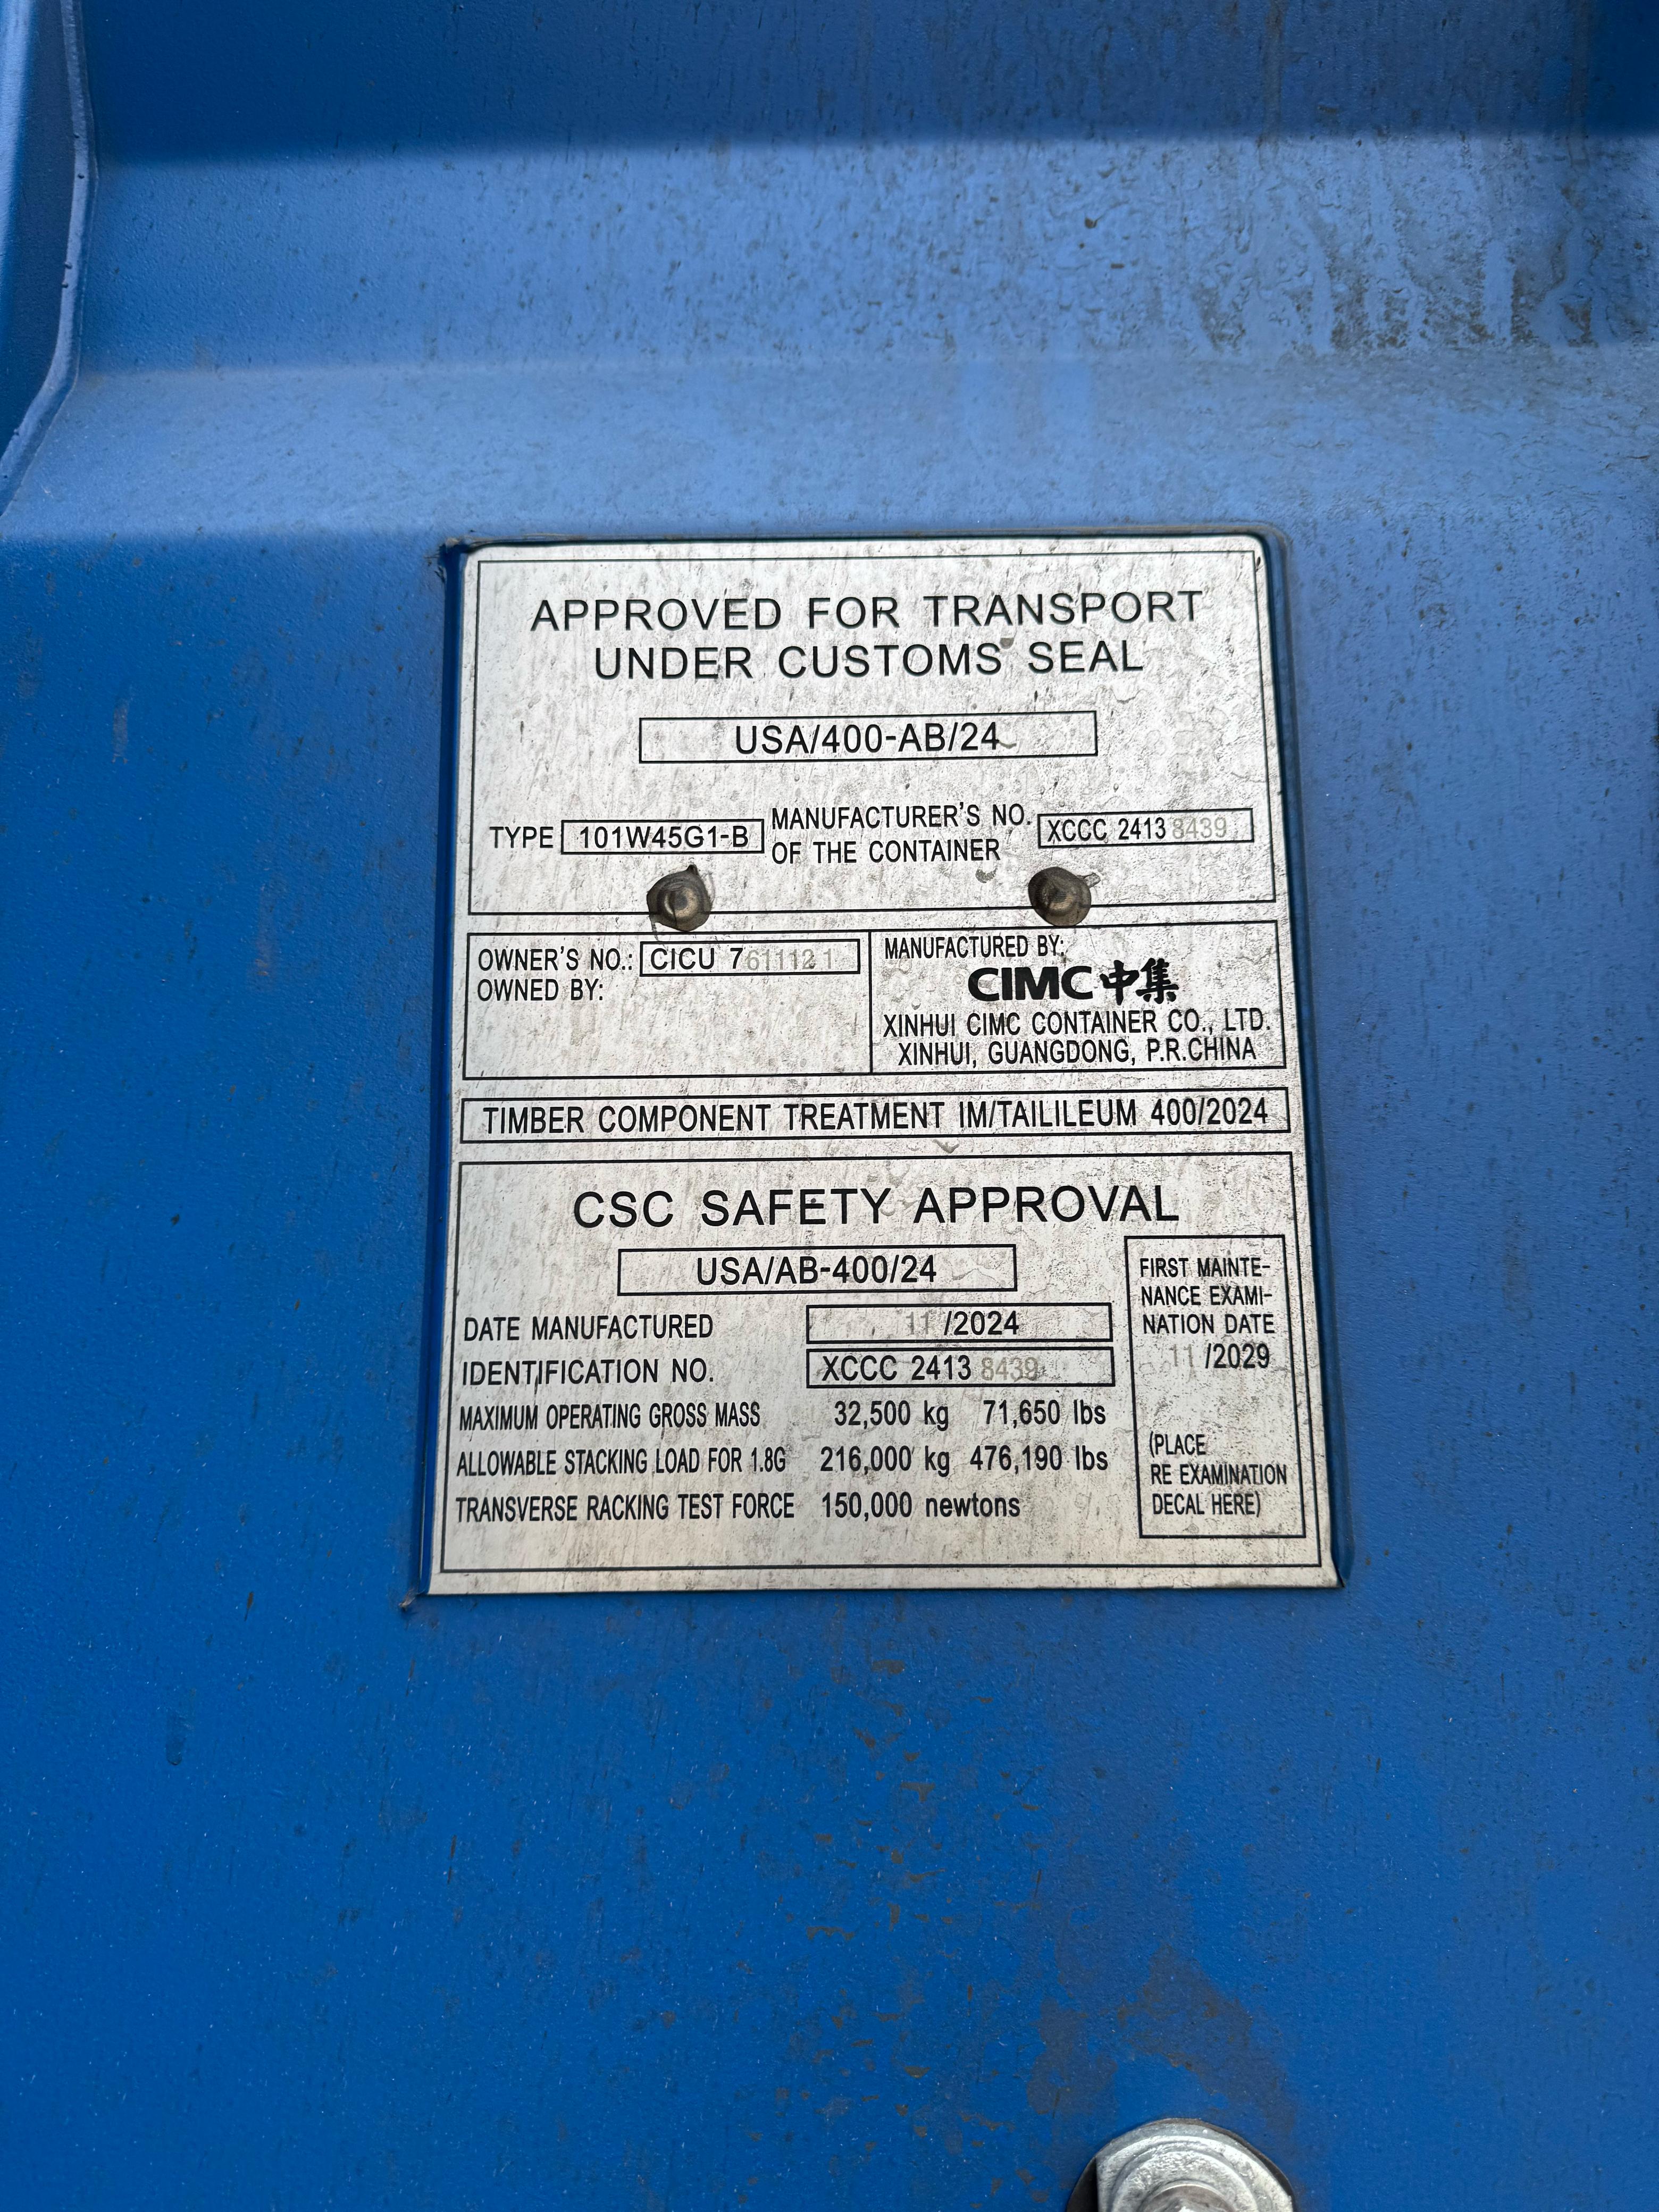 APPROVED FOR TRANSPORT
UNDER CUSTOMS SEAL
USA/400-AB/24
TYPE 101W45G1-B MANUFACTURER'S NO. OF THE CONTAINER XCCC 2413 8439
OWNER'S NO.: CICU 7611121
OWNED BY:
MANUFACTURED BY:
CIMC 中集
XINHUI CIMC CONTAINER CO., LTD.
XINHUI, GUANGDONG, P.R.CHINA
TIMBER COMPONENT TREATMENT IM/TAILILEUM 400/2024
CSC SAFETY APPROVAL
USA/AB-400/24
DATE MANUFACTURED 11 /2024
IDENTIFICATION NO. XCCC 2413 8439
MAXIMUM OPERATING GROSS MASS 32,500 kg 71,650 lbs
ALLOWABLE STACKING LOAD FOR 1.8G 216,000 kg 476,190 lbs
TRANSVERSE RACKING TEST FORCE 150,000 newtons
FIRST MAINTE-
NANCE EXAMI-
NATION DATE
11 /2029
(PLACE
RE EXAMINATION
DECAL HERE)